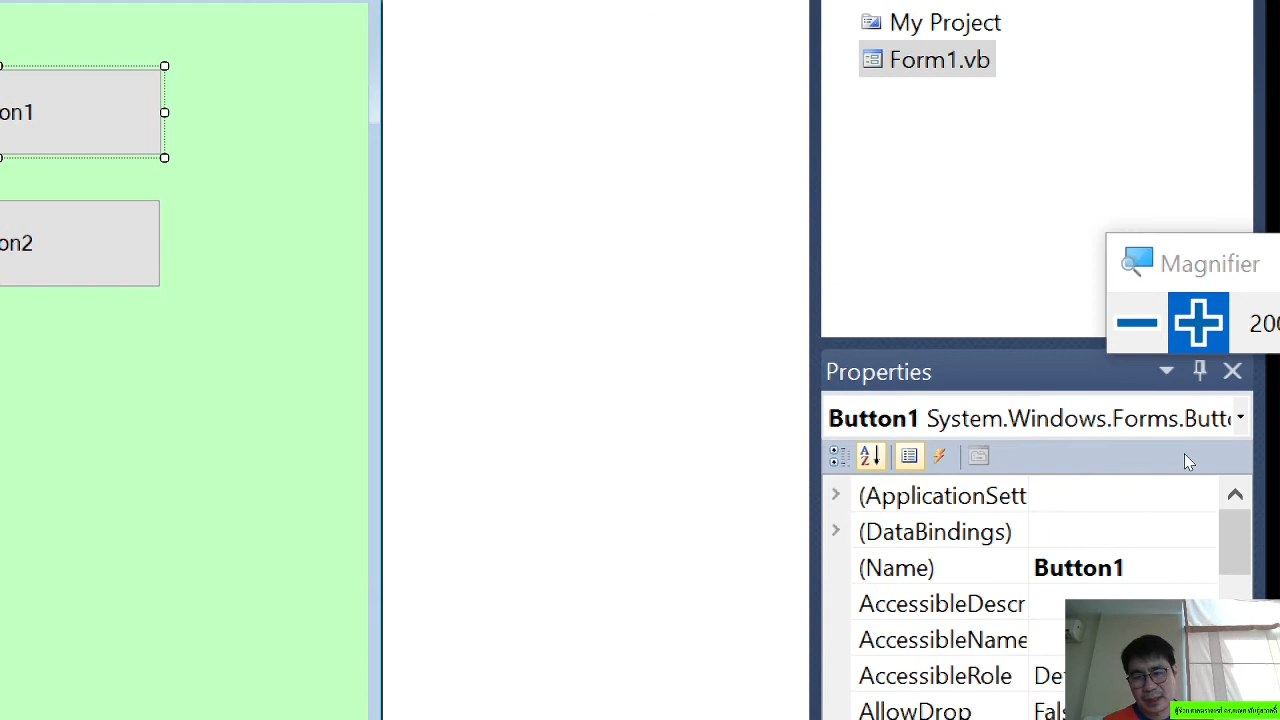 My Project
Form1.vb
on1
on2
Magnifier
20
Properties
Button1 System.Windows.Forms.Butt
(ApplicationSett
(DataBindings)
(Name) Button1
AccessibleDescr
AccessibleName
AccessibleRole De
AllowDrop Fal